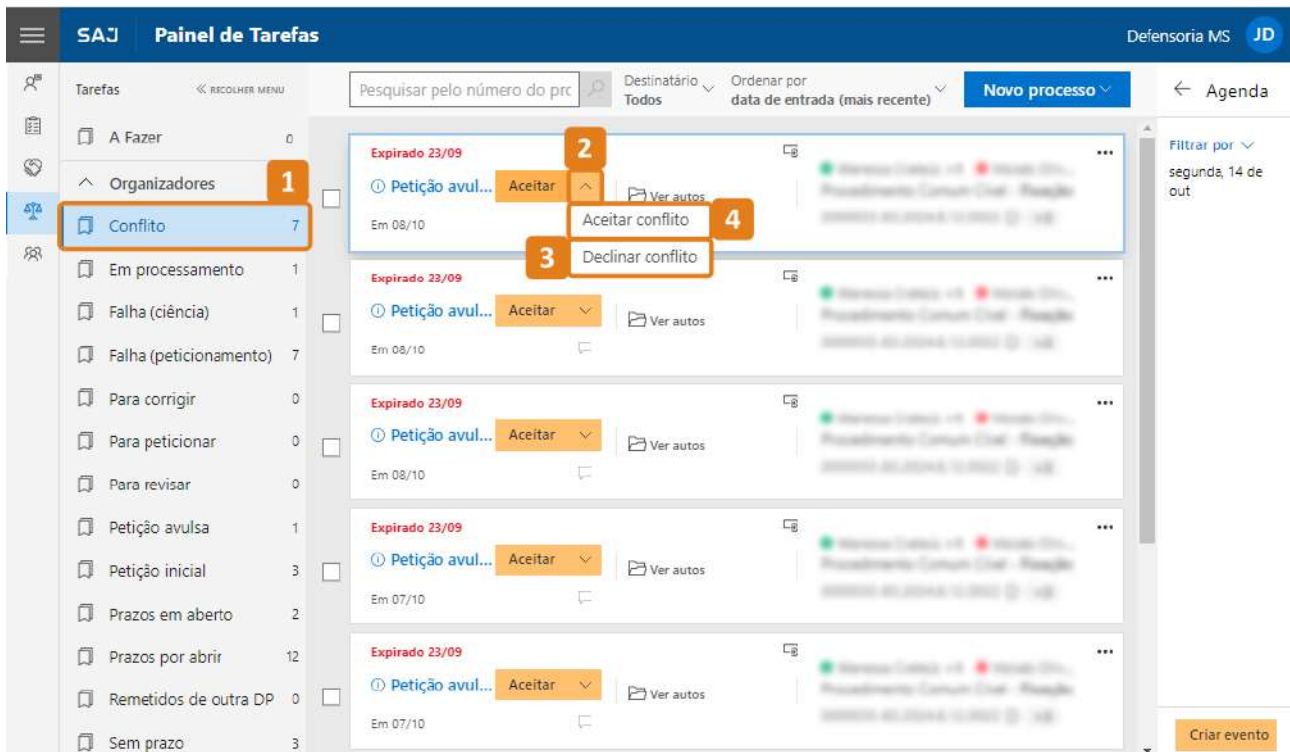 SAJ Painel de Tarefas
Defensoria MS JD
Tarefas
RECOLHER MENU
A Fazer 0
Organizadores
1
Conflito 7
Em processamento 1
Falha (ciência) 1
Falha (peticionamento) 7
Para corrigir 0
Para peticionar 0
Para revisar 0
Petição avulsa 1
Petição inicial 3
Prazos em aberto 2
Prazos por abrir 12
Remetidos de outra DP 0
Sem prazo 3
Pesquisar pelo número do prc
Destinatário
Todos
Ordenar por
data de entrada (mais recente)
Novo processo
Expirado 23/09
2
Petição avul... Aceitar Ver autos
Em 08/10
Aceitar conflito 4
3 Declinar conflito
Expirado 23/09
Petição avul... Aceitar Ver autos
Em 08/10
Expirado 23/09
Petição avul... Aceitar Ver autos
Em 08/10
Expirado 23/09
Petição avul... Aceitar Ver autos
Em 07/10
Expirado 23/09
Petição avul... Aceitar Ver autos
Em 07/10
Agenda
Filtrar por
segunda, 14 de
out
Criar evento